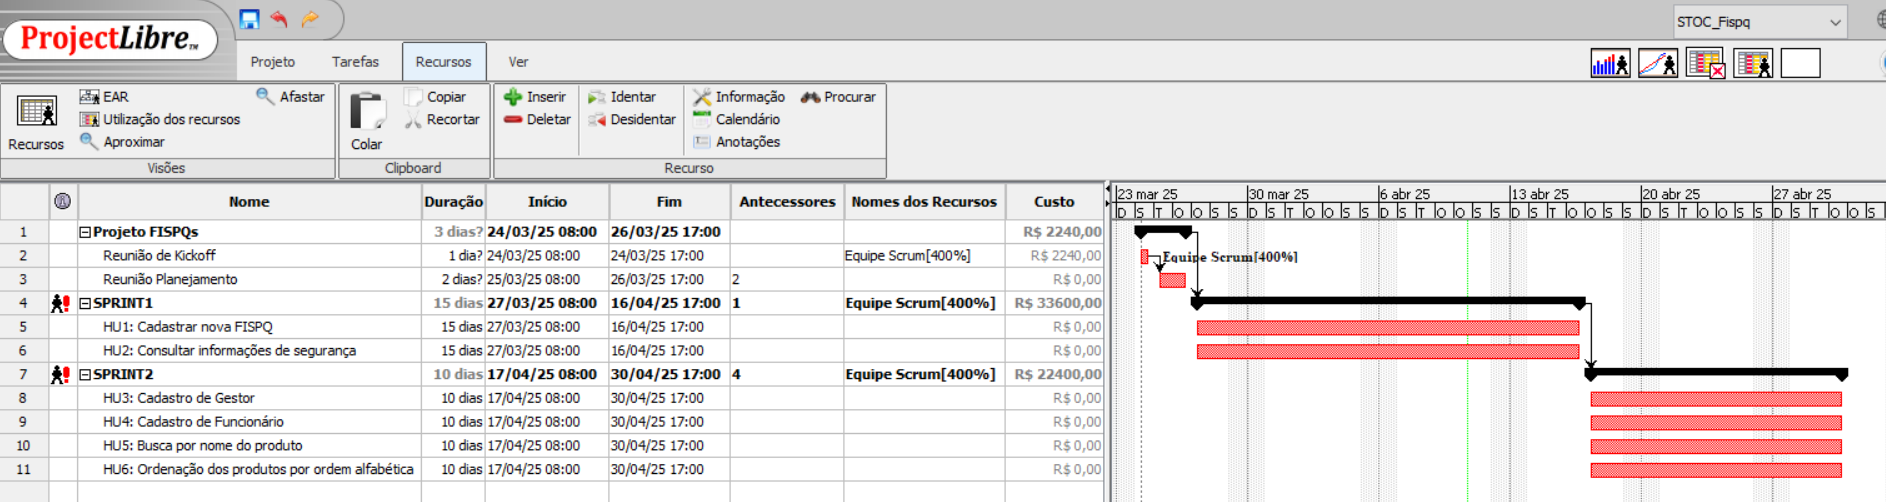 STOC_Fispq
ProjectLibre™
Projeto Tarefas Recursos Ver
EAR Afastar Copiar Inserir Identar Informação Procurar
Utilização dos recursos Recortar Deletar Desidentar Calendário
Recursos Aproximar Colar Anotações
Visões Clipboard Recurso
Nome Duração Início Fim Antecessores Nomes dos Recursos Custo
23 mar 25 30 mar 25 6 abr 25 13 abr 25 20 abr 25 27 abr 25
D S T Q Q S S D S T Q Q S S D S T Q Q S S D S T Q Q S S D S T Q Q S S D S T Q Q S
1 Projeto FISPQs 3 dias? 24/03/25 08:00 26/03/25 17:00 R$ 2240,00
2 Reunião de Kickoff 1 dia? 24/03/25 08:00 24/03/25 17:00 Equipe Scrum[400%] R$ 2240,00 Equipe Scrum[400%]
3 Reunião Planejamento 2 dias? 25/03/25 08:00 26/03/25 17:00 2 R$ 0,00
4 SPRINT1 15 dias 27/03/25 08:00 16/04/25 17:00 1 Equipe Scrum[400%] R$ 33600,00
5 HU1: Cadastrar nova FISPQ 15 dias 27/03/25 08:00 16/04/25 17:00 R$ 0,00
6 HU2: Consultar informações de segurança 15 dias 27/03/25 08:00 16/04/25 17:00 R$ 0,00
7 SPRINT2 10 dias 17/04/25 08:00 30/04/25 17:00 4 Equipe Scrum[400%] R$ 22400,00
8 HU3: Cadastro de Gestor 10 dias 17/04/25 08:00 30/04/25 17:00 R$ 0,00
9 HU4: Cadastro de Funcionário 10 dias 17/04/25 08:00 30/04/25 17:00 R$ 0,00
10 HU5: Busca por nome do produto 10 dias 17/04/25 08:00 30/04/25 17:00 R$ 0,00
11 HU6: Ordenação dos produtos por ordem alfabética 10 dias 17/04/25 08:00 30/04/25 17:00 R$ 0,00